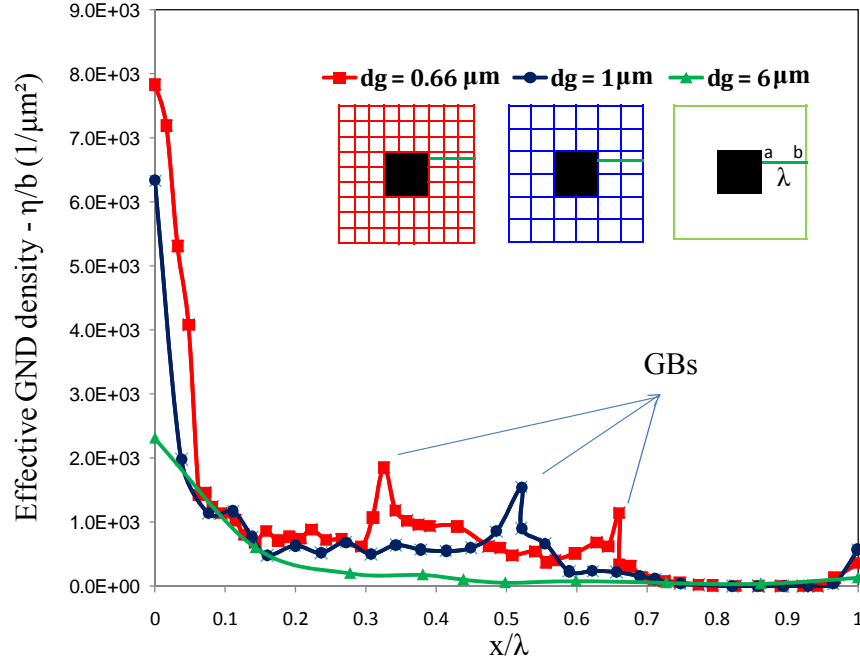 9.0E+03
8.0E+03
7.0E+03
6.0E+03
5.0E+03
4.0E+03
3.0E+03
2.0E+03
1.0E+03
0.0E+00
Effective GND density - η/b (1/μm²)
dg = 0.66 μm dg = 1μm dg = 6μm
a b
λ
GBs
0 0.1 0.2 0.3 0.4 0.5 0.6 0.7 0.8 0.9 1
x/λ